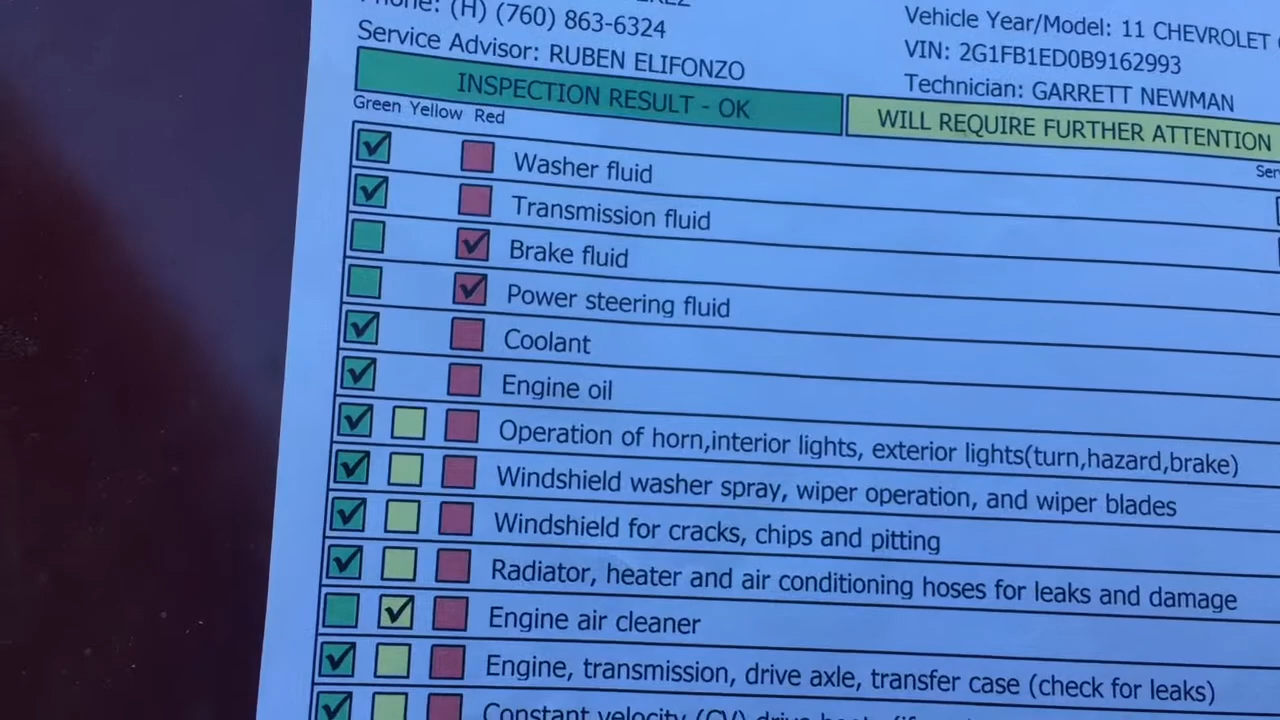 Phone: (H) (760) 863-6324
Service Advisor: RUBEN ELIFONZO
Vehicle Year/Model: 11 CHEVROLET
VIN: 2G1FB1ED0B9162993
Technician: GARRETT NEWMAN
INSPECTION RESULT - OK
WILL REQUIRE FURTHER ATTENTION
Green Yellow Red
Washer fluid
Transmission fluid
Brake fluid
Power steering fluid
Coolant
Engine oil
Operation of horn,interior lights, exterior lights(turn,hazard,brake)
Windshield washer spray, wiper operation, and wiper blades
Windshield for cracks, chips and pitting
Radiator, heater and air conditioning hoses for leaks and damage
Engine air cleaner
Engine, transmission, drive axle, transfer case (check for leaks)
Constant velocity (CV) drive